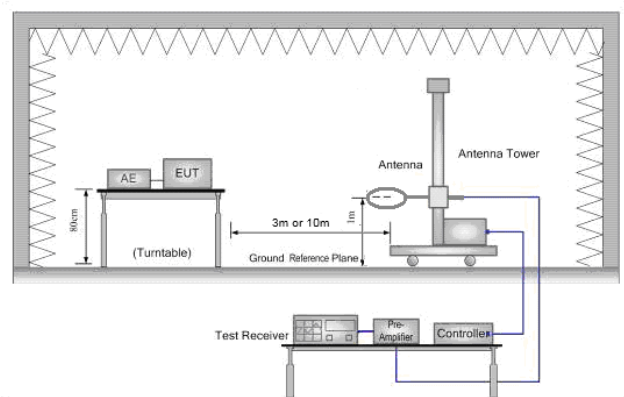 Antenna
Antenna Tower
AE
EUT
80cm
3m or 10m
1m
(Turntable)
Ground Reference Plane
Test Receiver
Pre-
Amplifier
Controller